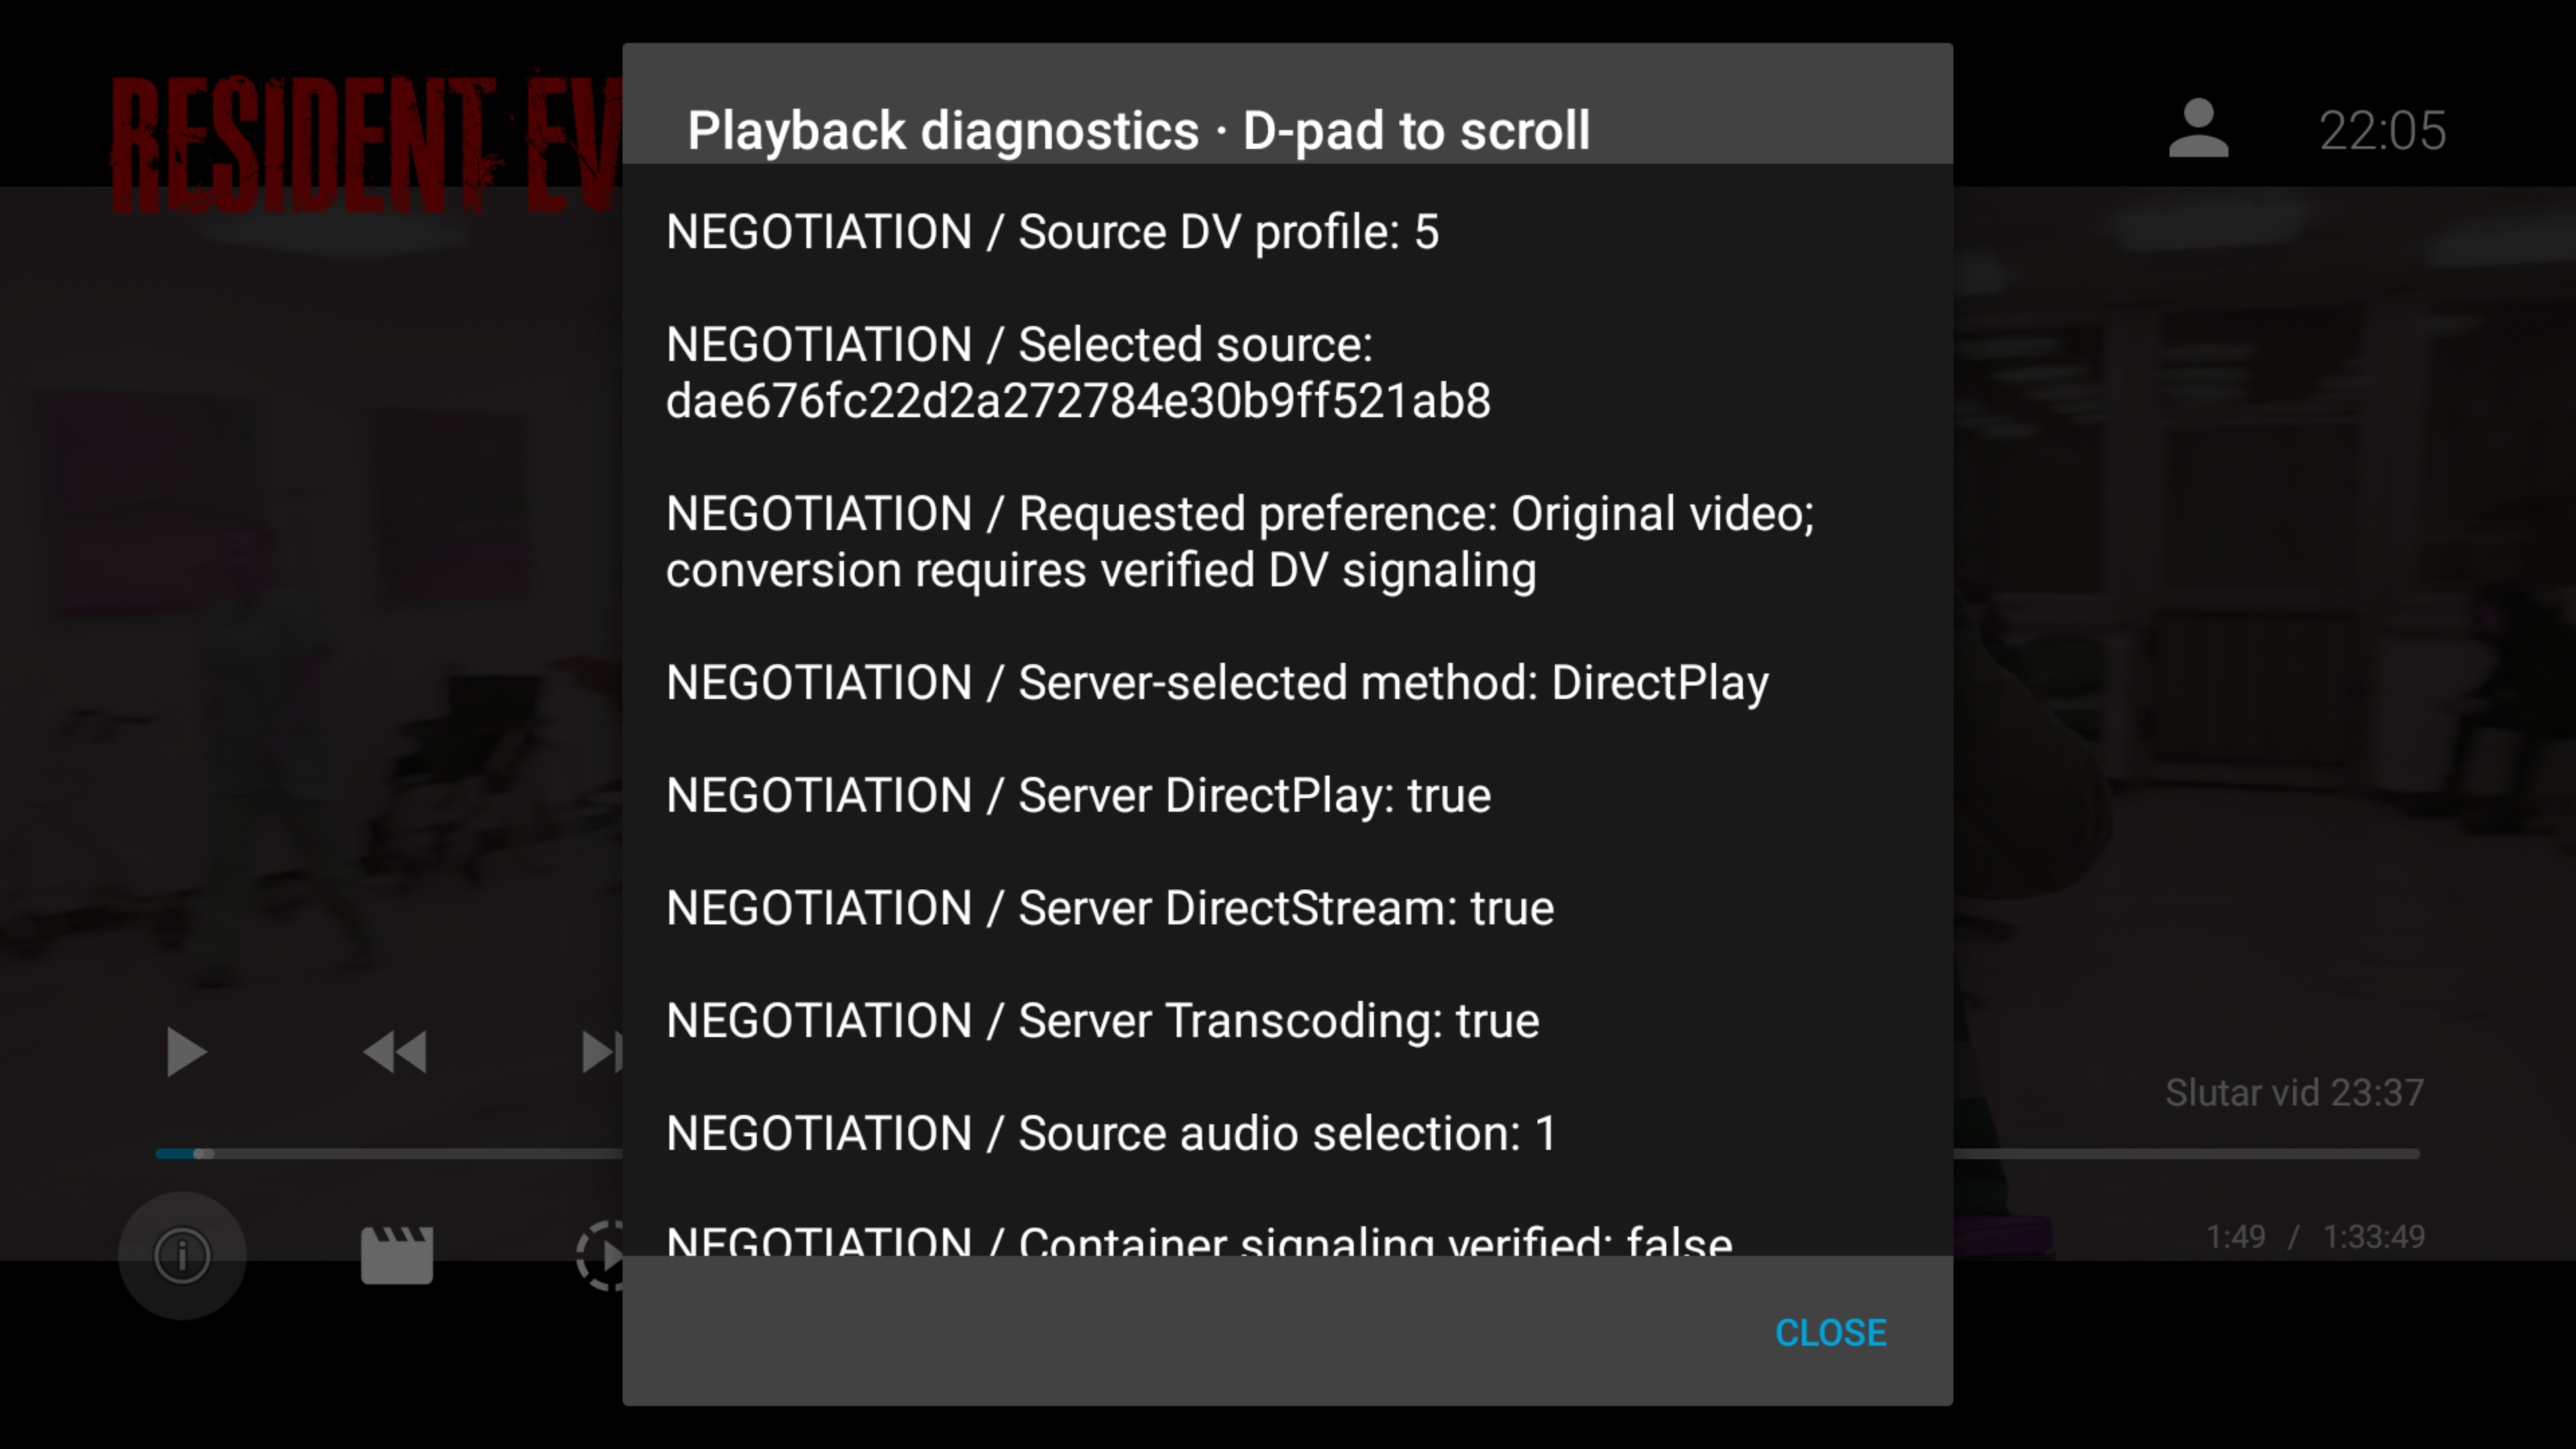 RESIDENT EV
Playback diagnostics · D-pad to scroll
22:05
NEGOTIATION / Source DV profile: 5
NEGOTIATION / Selected source:
dae676fc22d2a272784e30b9ff521ab8
NEGOTIATION / Requested preference: Original video;
conversion requires verified DV signaling
NEGOTIATION / Server-selected method: DirectPlay
NEGOTIATION / Server DirectPlay: true
NEGOTIATION / Server DirectStream: true
NEGOTIATION / Server Transcoding: true
NEGOTIATION / Source audio selection: 1
NEGOTIATION / Container signaling verified: false
Slutar vid 23:37
1:49 / 1:33:49
CLOSE